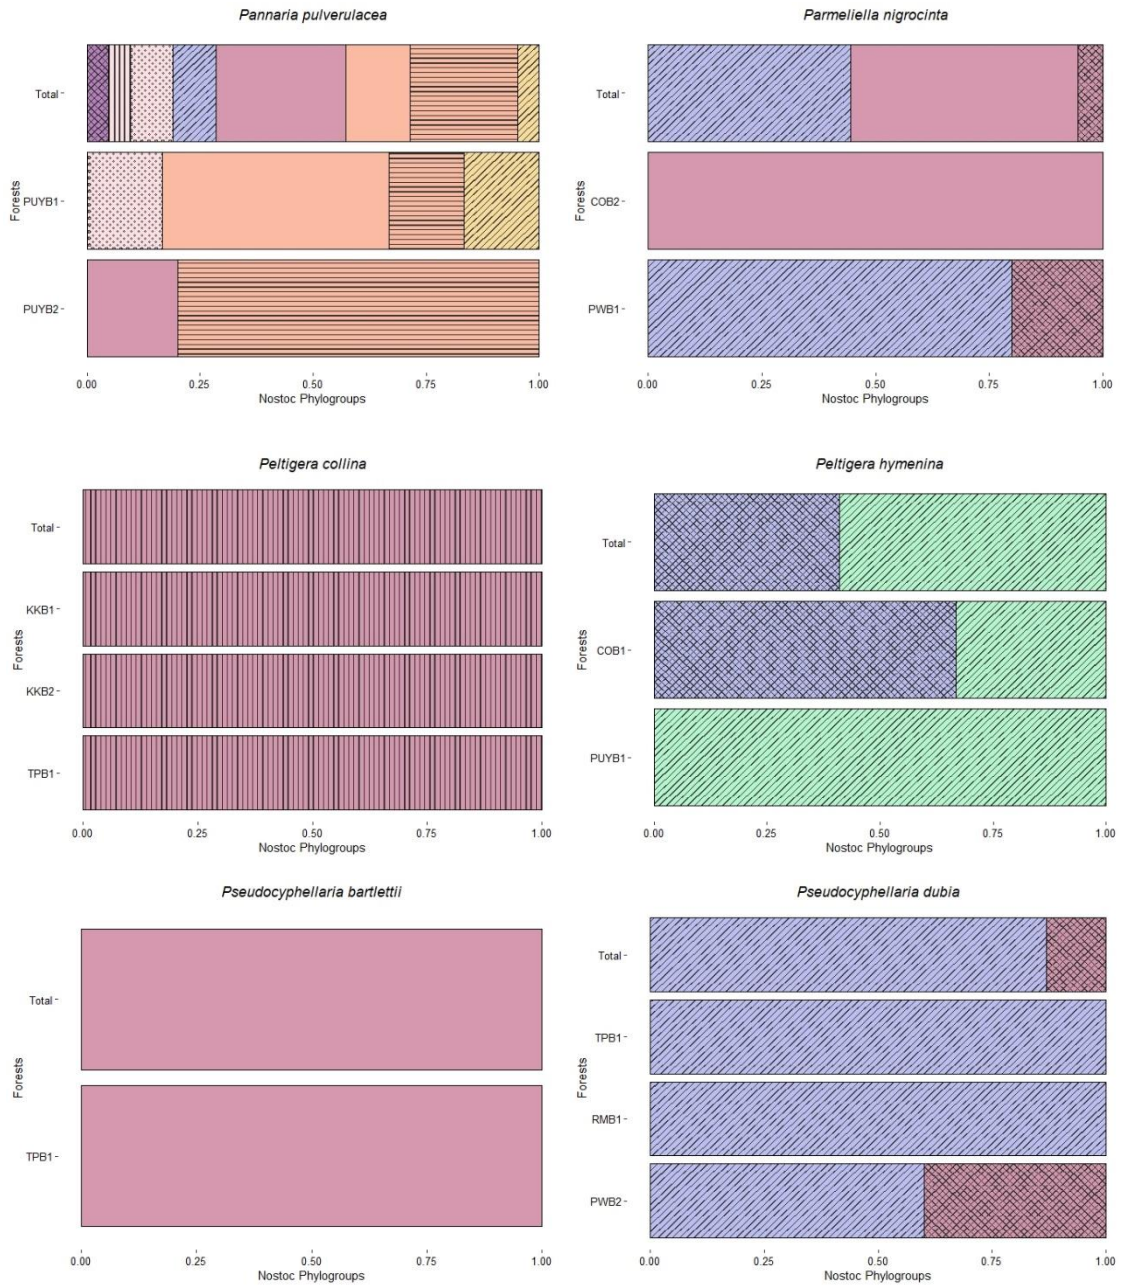 Pannaria pulverulacea
Total
PUYB1
PUYB2
Forests
0.00 0.25 0.50 0.75 1.00
Nostoc Phylogroups
Parmeliella nigrocinta
Total
COB2
PWB1
Forests
0.00 0.25 0.50 0.75 1.00
Nostoc Phylogroups
Peltigera collina
Total
KKB1
KKB2
TPB1
Forests
0.00 0.25 0.50 0.75 1.00
Nostoc Phylogroups
Peltigera hymenina
Total
COB1
PUYB1
Forests
0.00 0.25 0.50 0.75 1.00
Nostoc Phylogroups
Pseudocyphellaria bartlettii
Total
TPB1
Forests
0.00 0.25 0.50 0.75 1.00
Nostoc Phylogroups
Pseudocyphellaria dubia
Total
TPB1
RMB1
PWB2
Forests
0.00 0.25 0.50 0.75 1.00
Nostoc Phylogroups